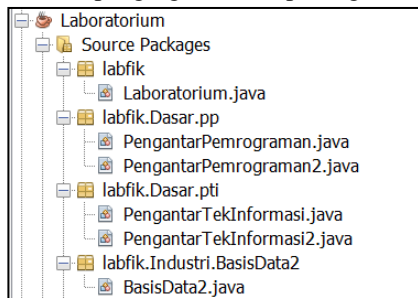 Laboratorium
Source Packages
labfik
Laboratorium.java
labfik.Dasar.pp
PengantarPemrograman.java
PengantarPemrograman2.java
labfik.Dasar.pti
PengantarTekInformasi.java
PengantarTekInformasi2.java
labfik.Industri.BasisData2
BasisData2.java